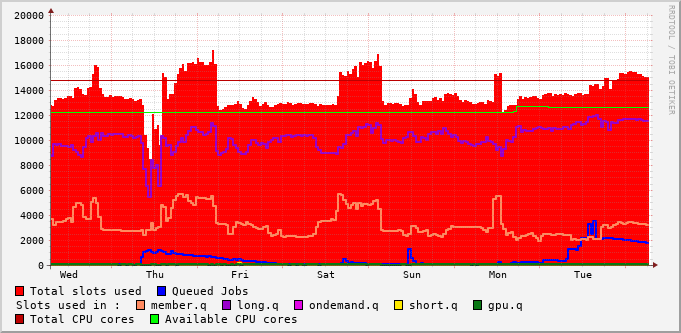 20000
18000
16000
14000
12000
10000
8000
6000
4000
2000
0
Wed Thu Fri Sat Sun Mon Tue
Total slots used Queued Jobs
Slots used in : member.q long.q ondemand.q short.q gpu.q
Total CPU cores Available CPU cores
RRDTOOL / TOBI OETIKER